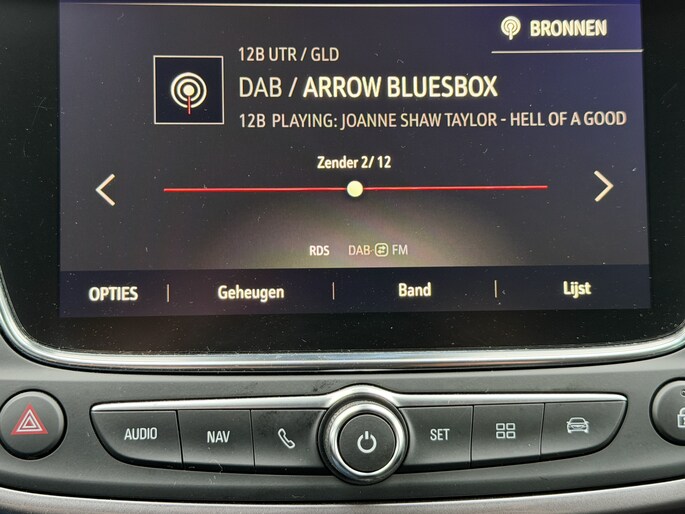 BRONNEN
12B UTR / GLD
DAB / ARROW BLUESBOX
12B PLAYING: JOANNE SHAW TAYLOR - HELL OF A GOOD
Zender 2/ 12
RDS DAB FM
OPTIES | Geheugen | Band | Lijst
AUDIO NAV SET